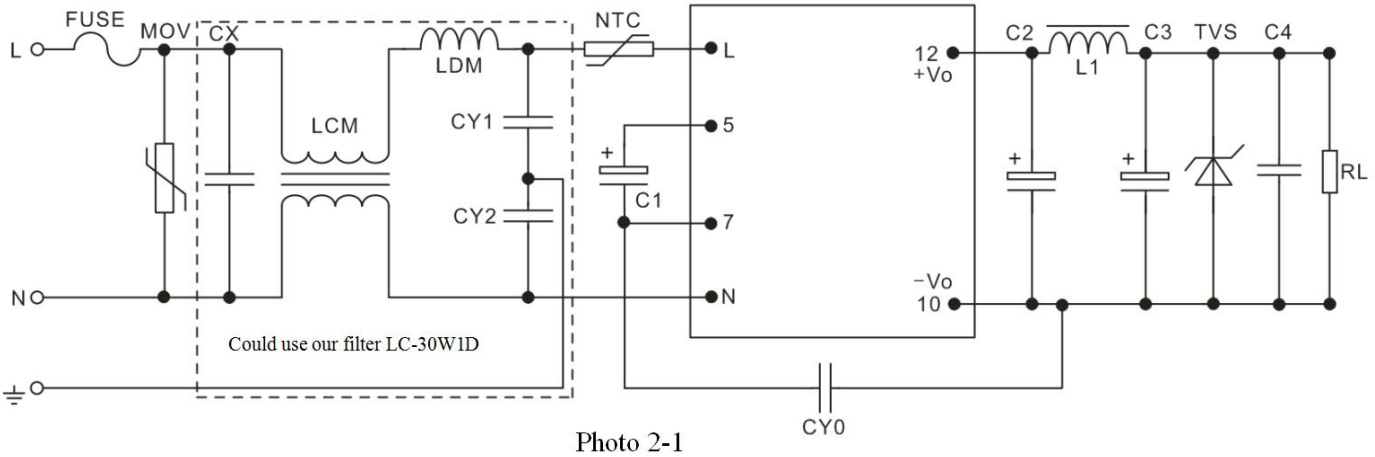 FUSE
MOV
CX
NTC
L
LDM
LCM
CY1
CY2
L
5
C1
7
N
N
Could use our filter LC-30W1D
12
+Vo
−Vo
10
C2
L1
C3
TVS
C4
RL
+
+
+
CY0
Photo 2-1